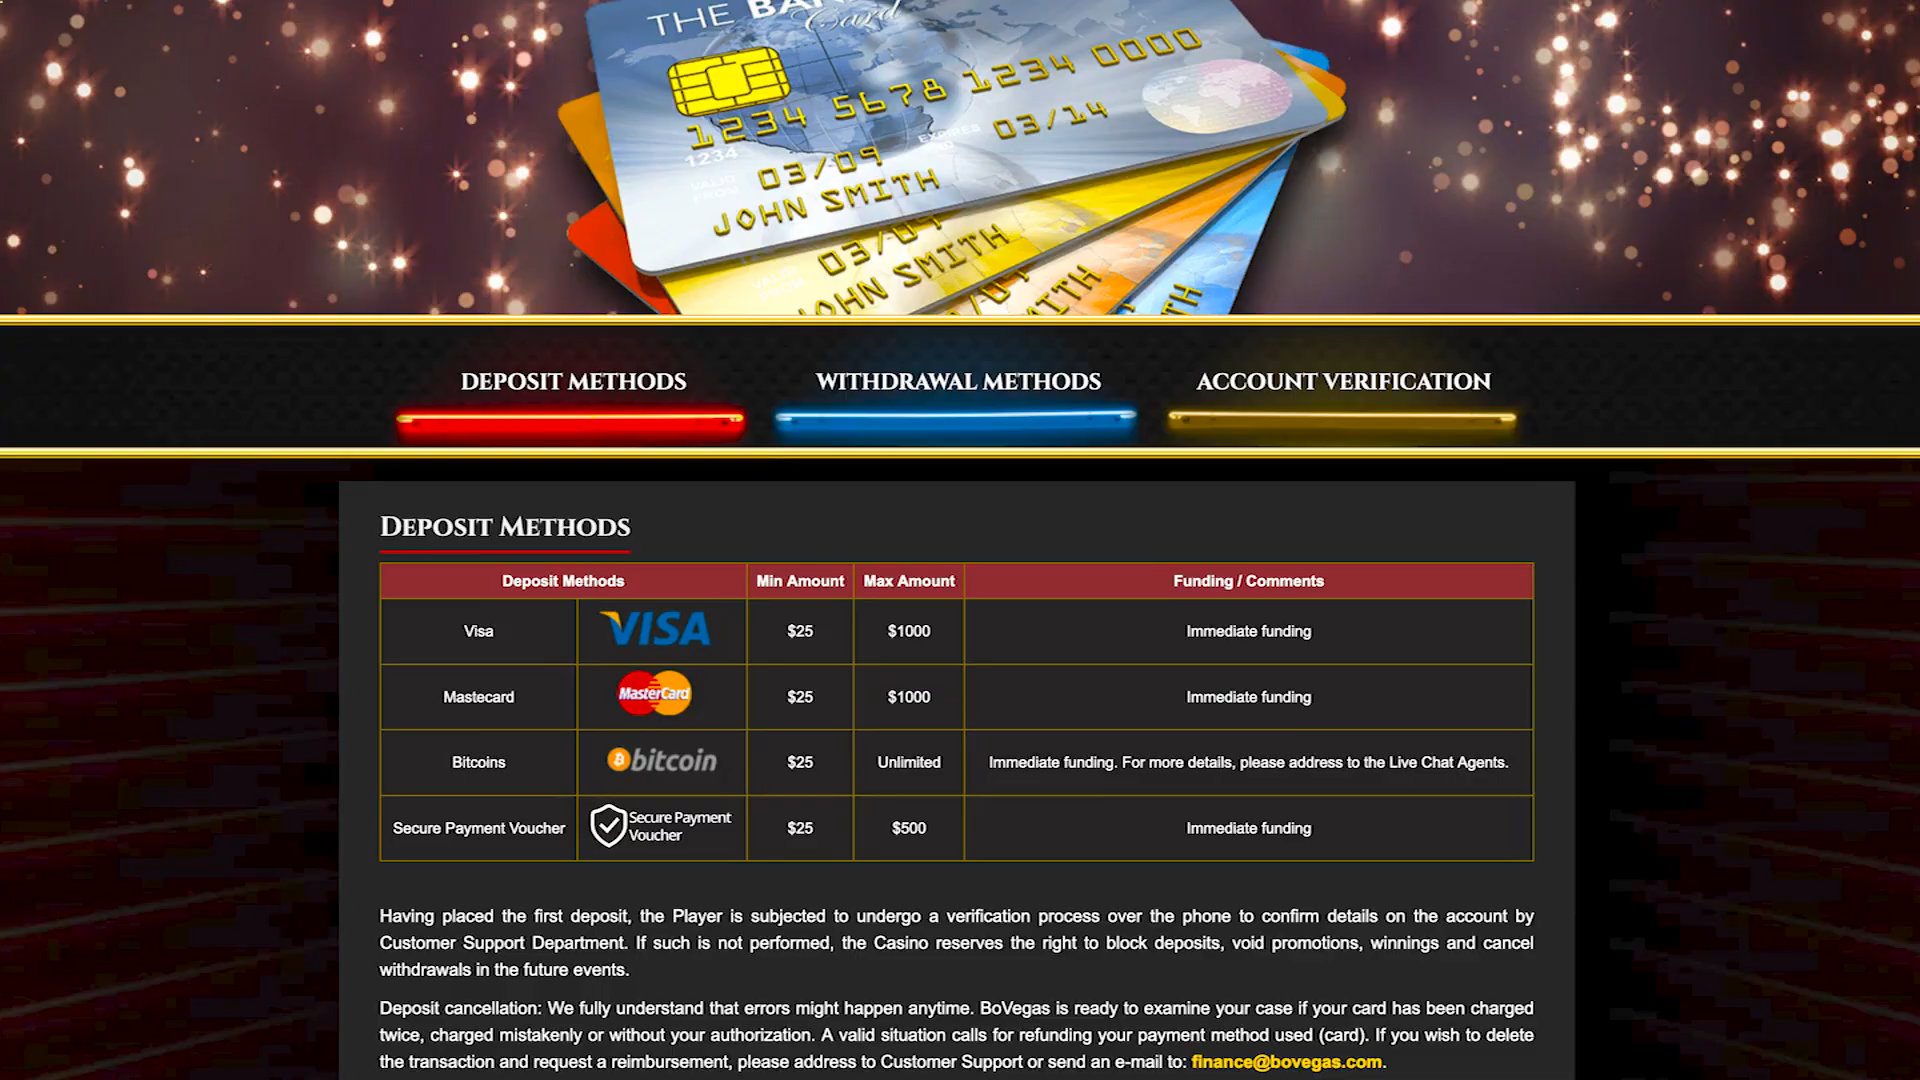 THE
Card
1234 5678 1234 0000
1234
EXPIRES
03/14
VALID
FROM
03/09
JOHN SMITH
03/09
JOHN SMITH
DEPOSIT METHODS WITHDRAWAL METHODS ACCOUNT VERIFICATION
DEPOSIT METHODS
Deposit Methods Min Amount Max Amount Funding / Comments
Visa VISA $25 $1000 Immediate funding
Mastecard MasterCard $25 $1000 Immediate funding
Bitcoins bitcoin $25 Unlimited Immediate funding. For more details, please address to the Live Chat Agents.
Secure Payment Voucher Secure Payment Voucher $25 $500 Immediate funding
Having placed the first deposit, the Player is subjected to undergo a verification process over the phone to confirm details on the account by
Customer Support Department. If such is not performed, the Casino reserves the right to block deposits, void promotions, winnings and cancel
withdrawals in the future events.
Deposit cancellation: We fully understand that errors might happen anytime. BoVegas is ready to examine your case if your card has been charged
twice, charged mistakenly or without your authorization. A valid situation calls for refunding your payment method used (card). If you wish to delete
the transaction and request a reimbursement, please address to Customer Support or send an e-mail to: finance@bovegas.com.